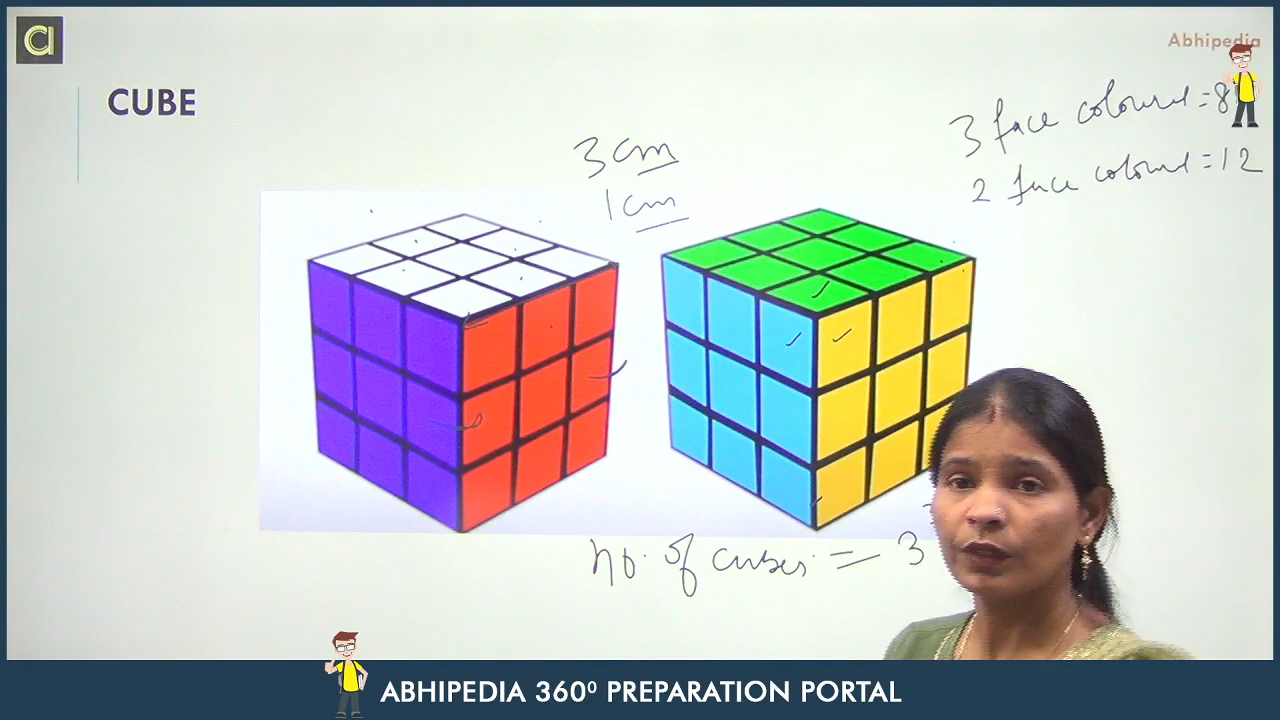 Abhipedia
CUBE
3 face coloured = 8
2 face coloured = 12
3 cm
1 cm
no. of cubes = 3
ABHIPEDIA 360⁰ PREPARATION PORTAL